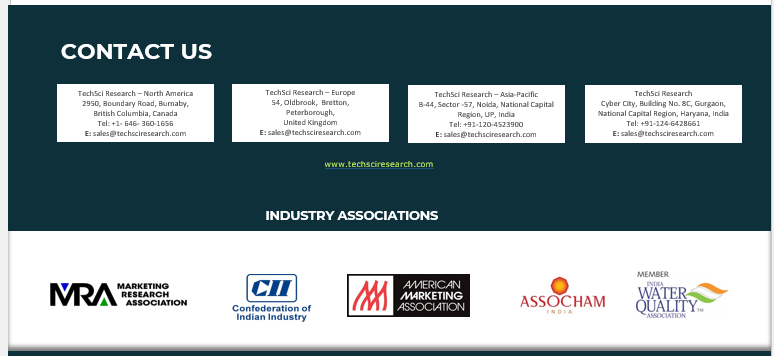 CONTACT US
TechSci Research – North America
2950, Boundary Road, Burnaby,
British Columbia, Canada
Tel: +1- 646- 360-1656
E: sales@techsciresearch.com
TechSci Research – Europe
54, Oldbrook, Bretton,
Peterborough,
United Kingdom
E: sales@techsciresearch.com
TechSci Research – Asia-Pacific
B-44, Sector -57, Noida, National Capital
Region, UP, India
Tel: +91-120-4523900
E: sales@techsciresearch.com
TechSci Research
Cyber City, Building No. 8C, Gurgaon,
National Capital Region, Haryana, India
Tel: +91-124-6428661
E: sales@techsciresearch.com
www.techsciresearch.com
INDUSTRY ASSOCIATIONS
MRA
MARKETING
RESEARCH
ASSOCIATION
CII
Confederation of
Indian Industry
AMERICAN
MARKETING
ASSOCIATION
ASSOCHAM
INDIA
MEMBER
INDIA
WATER
QUALITY™
ASSOCIATION